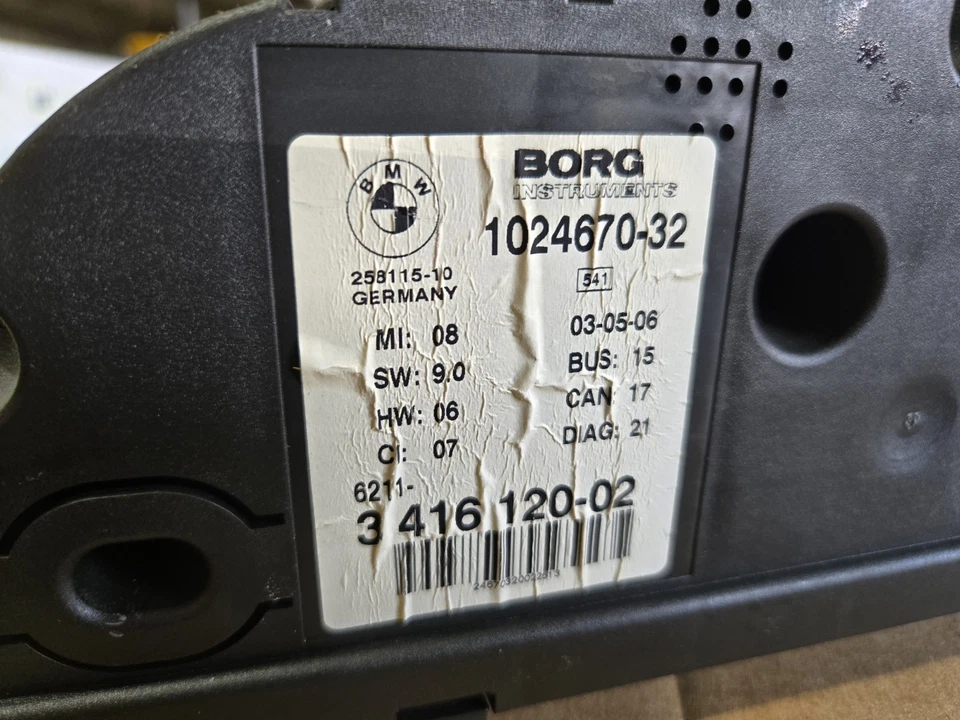 BMW
BORG
INSTRUMENTS
1024670-32
258115-10
GERMANY
541
03-05-06
MI: 08
BUS: 15
SW: 9.0
CAN: 17
HW: 06
DIAG: 21
CI: 07
6211-
3 416 120-02